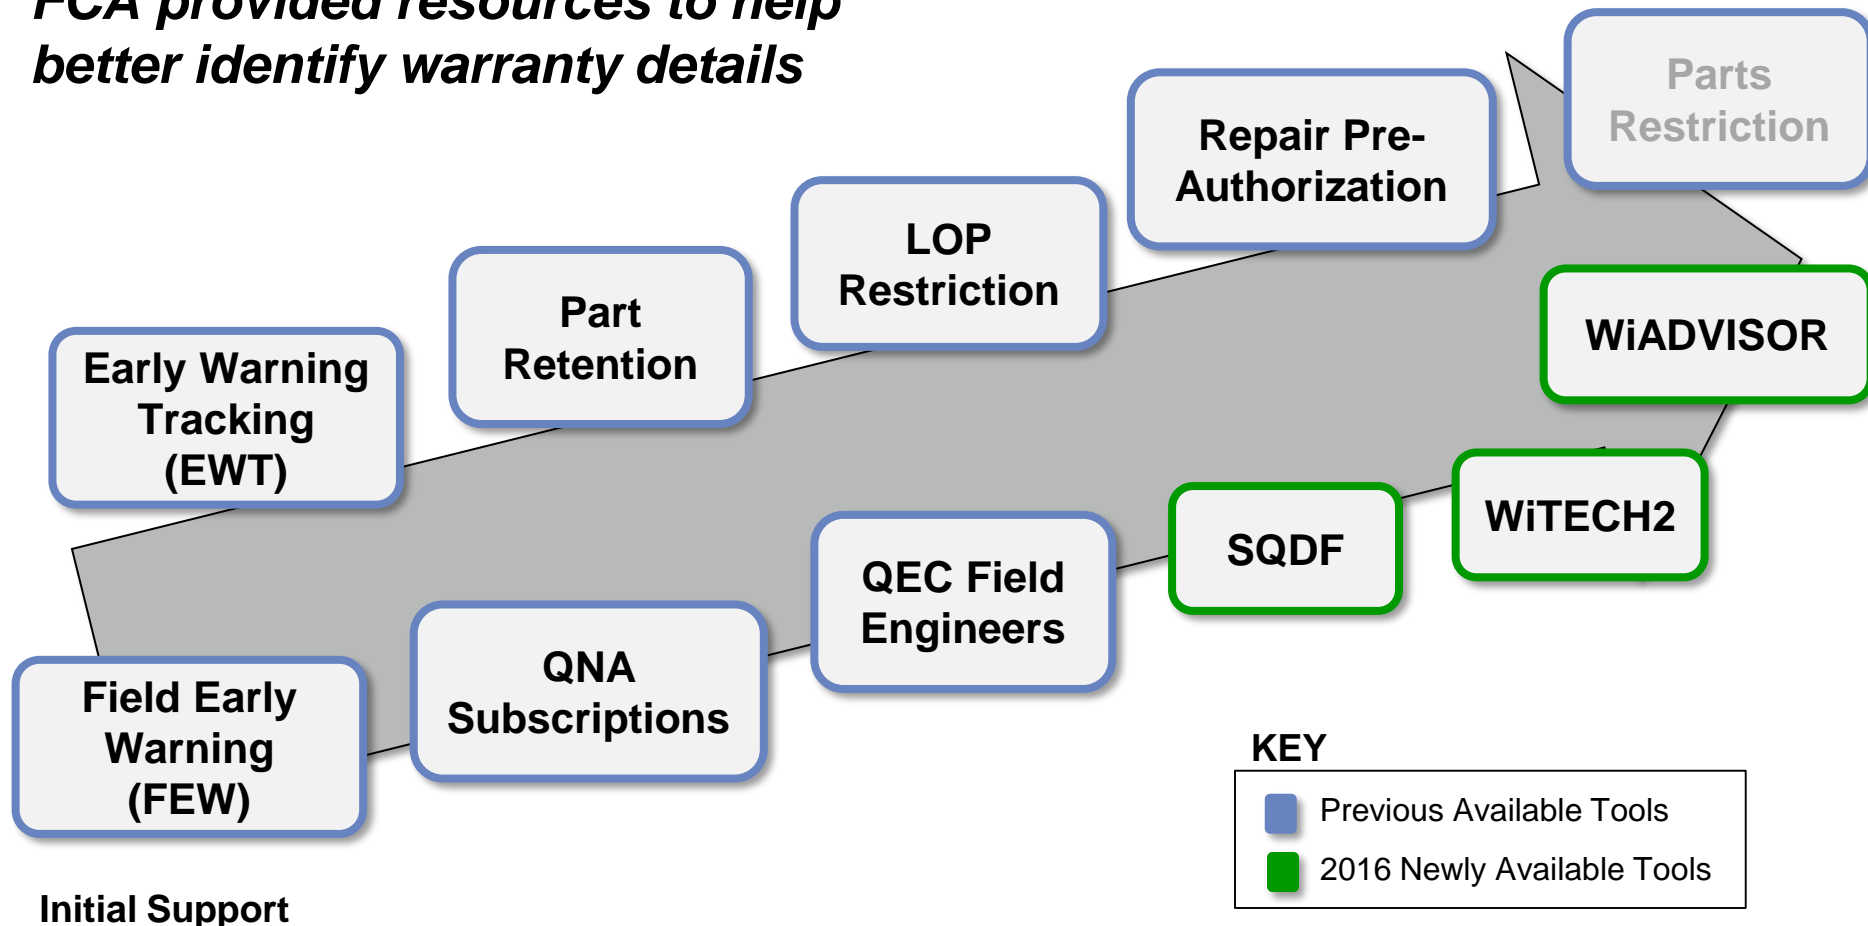 FCA provided resources to help
better identify warranty details
Parts
Restriction
Repair Pre-
Authorization
LOP
Restriction
Part
Retention
Early Warning
Tracking
(EWT)
WiADVISOR
WiTECH2
SQDF
QEC Field
Engineers
QNA
Subscriptions
Field Early
Warning
(FEW)
KEY
Previous Available Tools
2016 Newly Available Tools
Initial Support